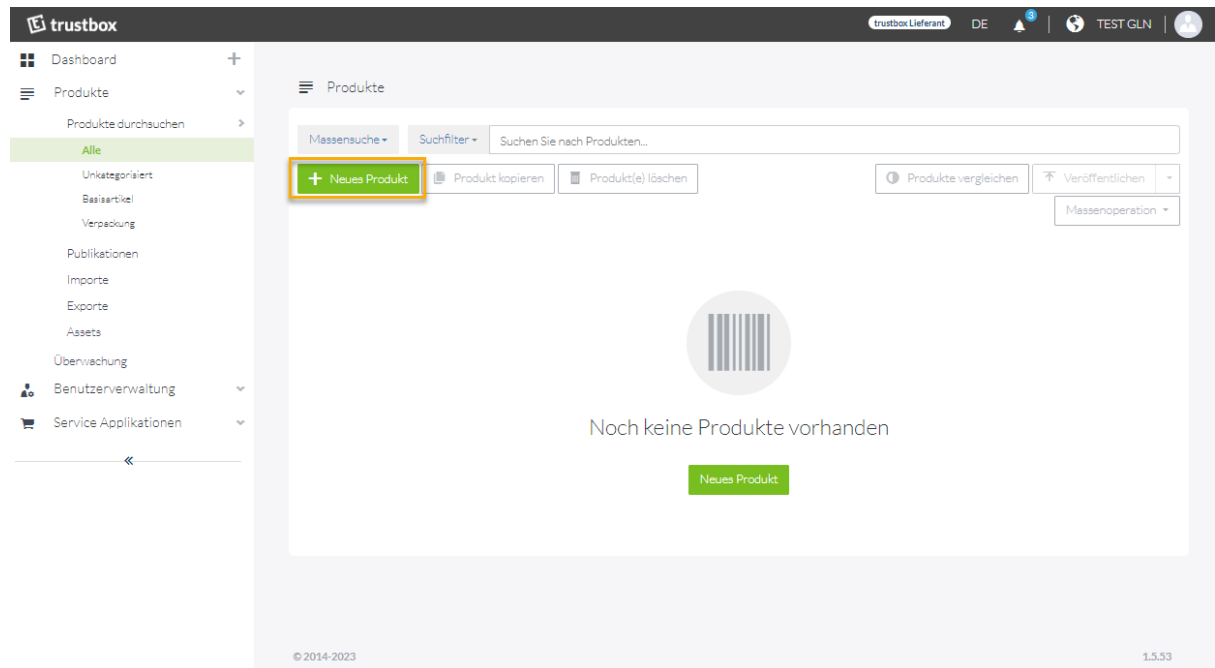 trustbox
trustbox Lieferant DE 3 TEST GLN
Dashboard
Produkte
Produkte durchsuchen
Alle
Unkategorisiert
Basisartikel
Verpackung
Publikationen
Importe
Exporte
Assets
Überwachung
Benutzerverwaltung
Service Applikationen
Produkte
Massensuche Suchfilter Suchen Sie nach Produkten...
Neues Produkt Produkt kopieren Produkt(e) löschen Produkte vergleichen Veröffentlichen
Massenoperation
Noch keine Produkte vorhanden
Neues Produkt
© 2014-2023 1.5.53